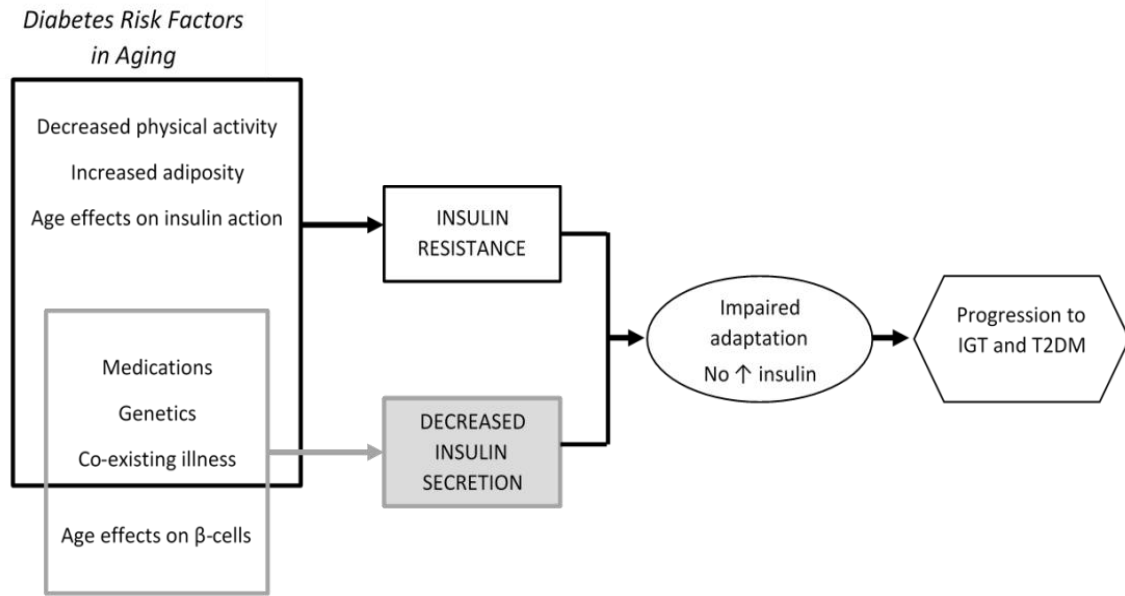 Diabetes Risk Factors
in Aging
Decreased physical activity
Increased adiposity
Age effects on insulin action
Medications
Genetics
Co-existing illness
Age effects on β-cells
INSULIN
RESISTANCE
DECREASED
INSULIN
SECRETION
Impaired
adaptation
No ↑ insulin
Progression to
IGT and T2DM